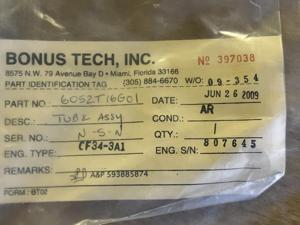 BONUS TECH, INC. Nº 397038
8575 N.W. 79 Avenue Bay D • Miami, Florida 33166
PART IDENTIFICATION TAG (305) 884-6670 W/O: 09-354
PART NO. 6052T16G01 DATE: JUN 26 2009
DESC: TUBE ASSY COND: AR
SER. NO. N-S-N QTY.: 1
ENG. TYPE: CF34-3A1 ENG. S/N: 807645
REMARKS: A&P 593885874
FORM: BT02